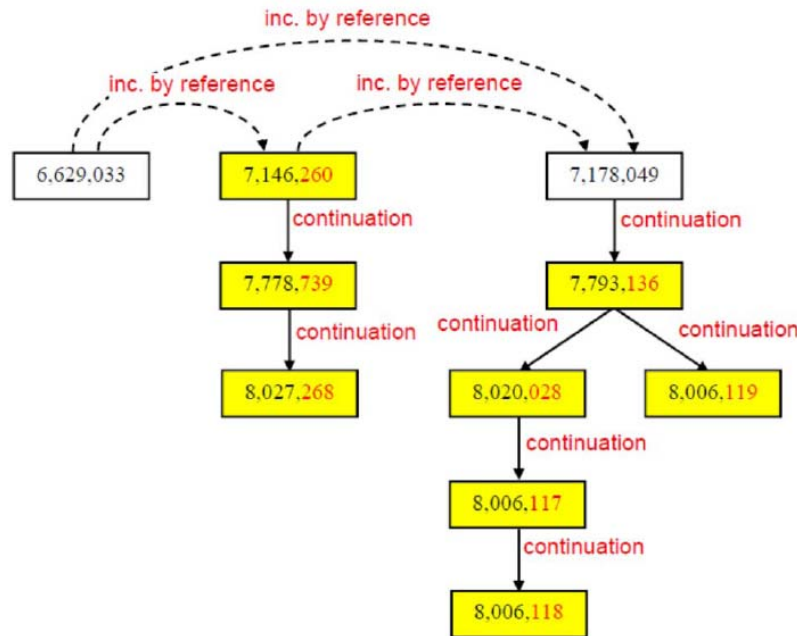 inc. by reference
inc. by reference
inc. by reference
6,629,033
7,146,260
7,178,049
continuation
continuation
7,778,739
7,793,136
continuation
continuation
continuation
8,027,268
8,020,028
8,006,119
continuation
8,006,117
continuation
8,006,118